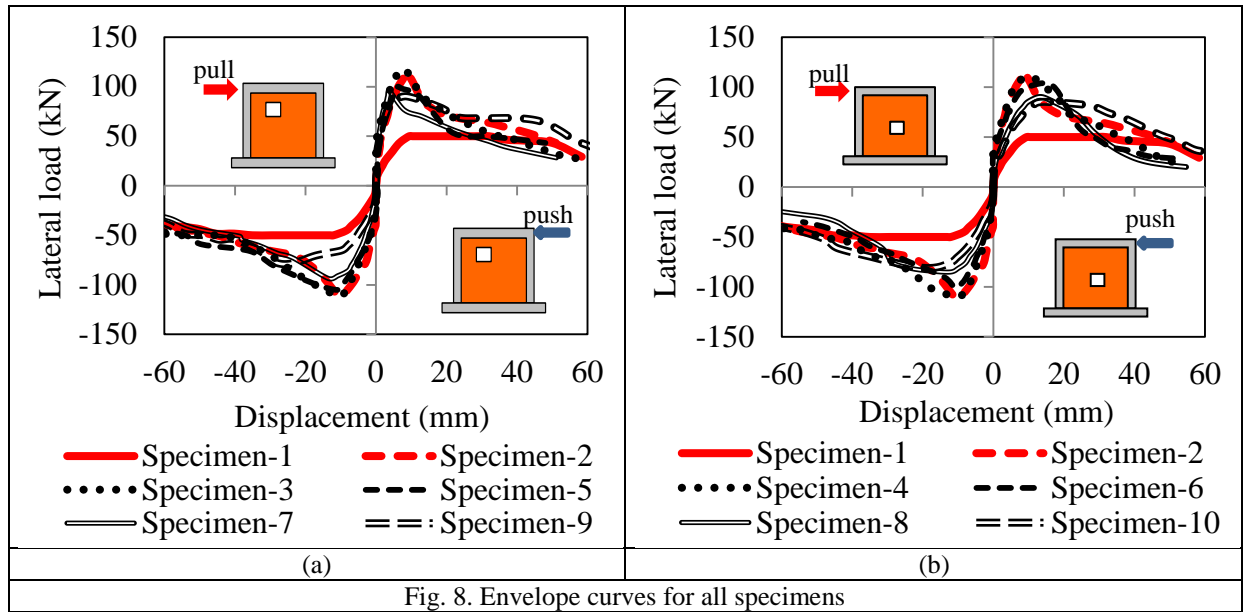 150
100
50
0
-50
-100
-150
Lateral load (kN)
pull
push
-60 -40 -20 0 20 40 60
Displacement (mm)
Specimen-1 Specimen-2
Specimen-3 Specimen-5
Specimen-7 Specimen-9
(a)
150
100
50
0
-50
-100
-150
Lateral load (kN)
pull
push
-60 -40 -20 0 20 40 60
Displacement (mm)
Specimen-1 Specimen-2
Specimen-4 Specimen-6
Specimen-8 Specimen-10
(b)
Fig. 8. Envelope curves for all specimens